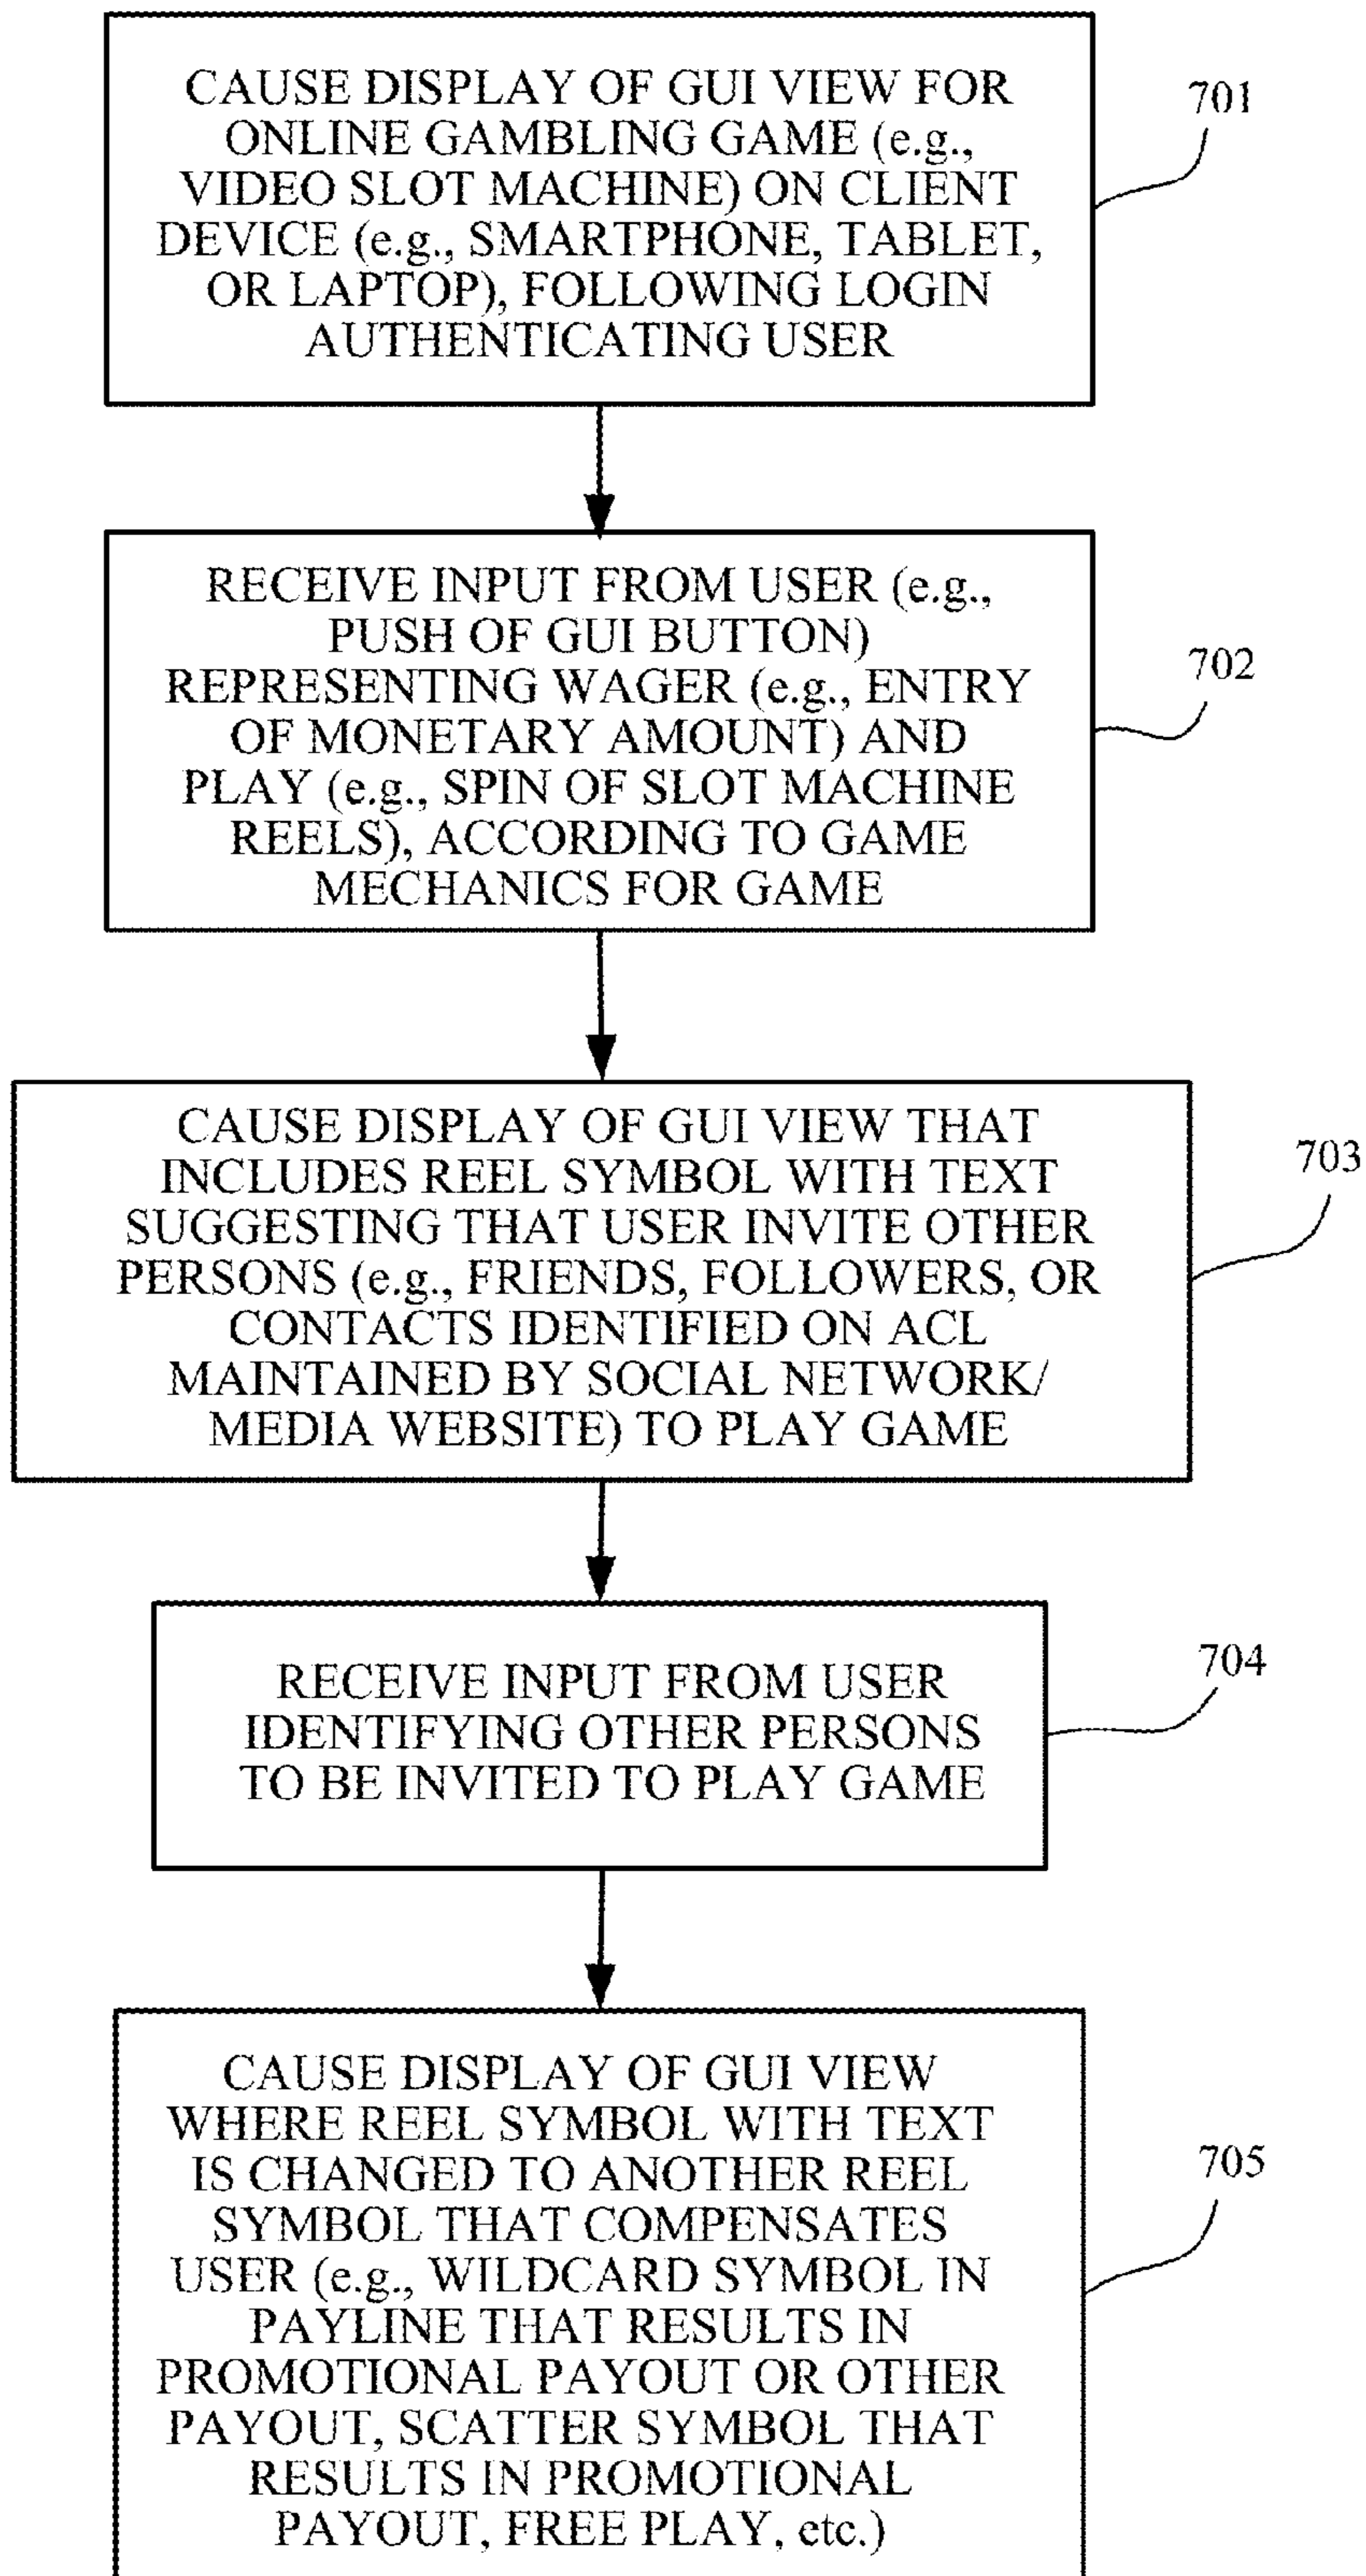 CAUSE DISPLAY OF GUI VIEW FOR
ONLINE GAMBLING GAME (e.g.,
VIDEO SLOT MACHINE) ON CLIENT
DEVICE (e.g., SMARTPHONE, TABLET,
OR LAPTOP), FOLLOWING LOGIN
AUTHENTICATING USER
701
RECEIVE INPUT FROM USER (e.g.,
PUSH OF GUI BUTTON)
REPRESENTING WAGER (e.g., ENTRY
OF MONETARY AMOUNT) AND
PLAY (e.g., SPIN OF SLOT MACHINE
REELS), ACCORDING TO GAME
MECHANICS FOR GAME
702
CAUSE DISPLAY OF GUI VIEW THAT
INCLUDES REEL SYMBOL WITH TEXT
SUGGESTING THAT USER INVITE OTHER
PERSONS (e.g., FRIENDS, FOLLOWERS, OR
CONTACTS IDENTIFIED ON ACL
MAINTAINED BY SOCIAL NETWORK/
MEDIA WEBSITE) TO PLAY GAME
703
RECEIVE INPUT FROM USER
IDENTIFYING OTHER PERSONS
TO BE INVITED TO PLAY GAME
704
CAUSE DISPLAY OF GUI VIEW
WHERE REEL SYMBOL WITH TEXT
IS CHANGED TO ANOTHER REEL
SYMBOL THAT COMPENSATES
USER (e.g., WILDCARD SYMBOL IN
PAYLINE THAT RESULTS IN
PROMOTIONAL PAYOUT OR OTHER
PAYOUT, SCATTER SYMBOL THAT
RESULTS IN PROMOTIONAL
PAYOUT, FREE PLAY, etc.)
705